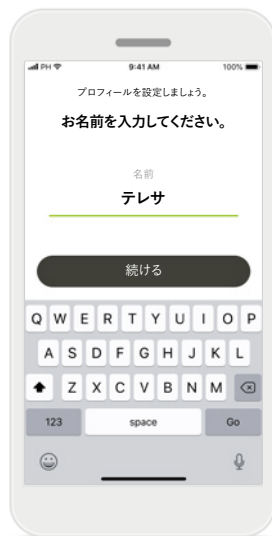 PH 9:41 AM 100%
プロフィールを設定しましょう。
お名前を入力してください。
名前
テレサ
続ける
Q W E R T Y U I O P
A S D F G H J K L
Z X C V B N M
123 space Go